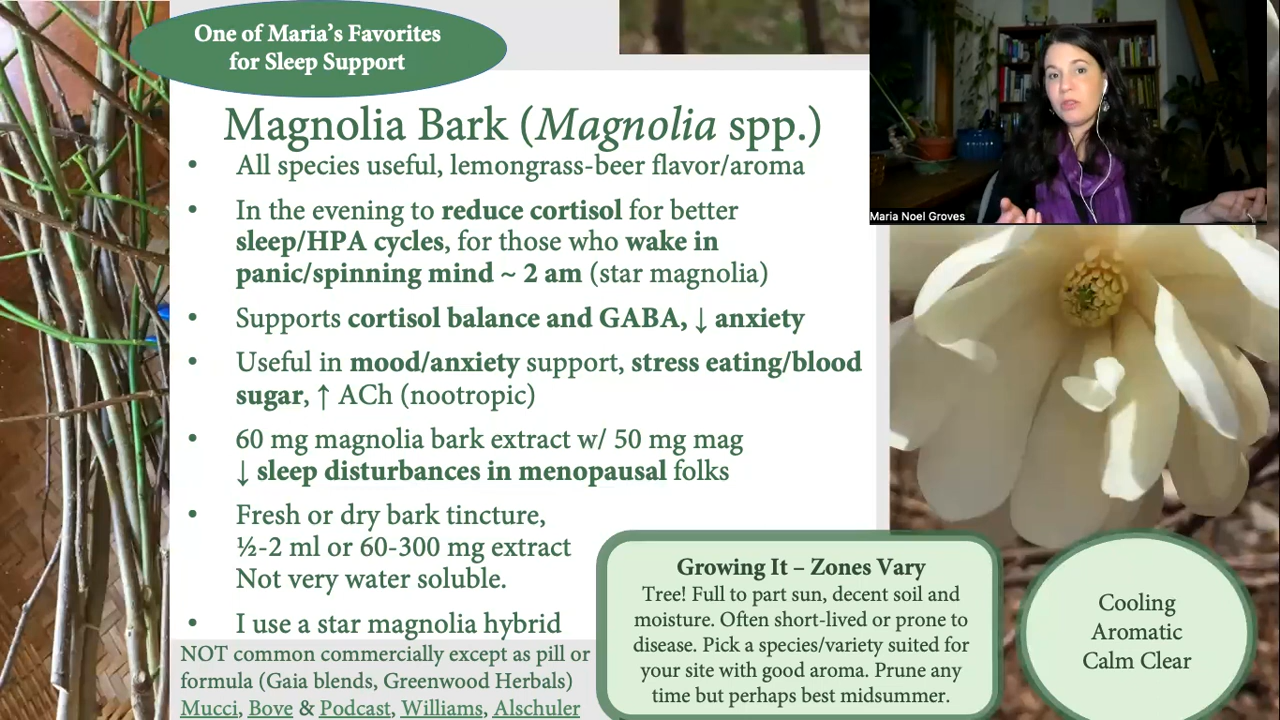 One of Maria's Favorites
for Sleep Support
Magnolia Bark (Magnolia spp.)
• All species useful, lemongrass-beer flavor/aroma
• In the evening to reduce cortisol for better
sleep/HPA cycles, for those who wake in
panic/spinning mind ~ 2 am (star magnolia)
• Supports cortisol balance and GABA, ↓ anxiety
• Useful in mood/anxiety support, stress eating/blood
sugar, ↑ ACh (nootropic)
• 60 mg magnolia bark extract w/ 50 mg mag
↓ sleep disturbances in menopausal folks
• Fresh or dry bark tincture,
½-2 ml or 60-300 mg extract
Not very water soluble.
• I use a star magnolia hybrid
NOT common commercially except as pill or
formula (Gaia blends, Greenwood Herbals)
Mucci, Bove & Podcast, Williams, Alschuler
Maria Noel Groves
Growing It – Zones Vary
Tree! Full to part sun, decent soil and
moisture. Often short-lived or prone to
disease. Pick a species/variety suited for
your site with good aroma. Prune any
time but perhaps best midsummer.
Cooling
Aromatic
Calm Clear